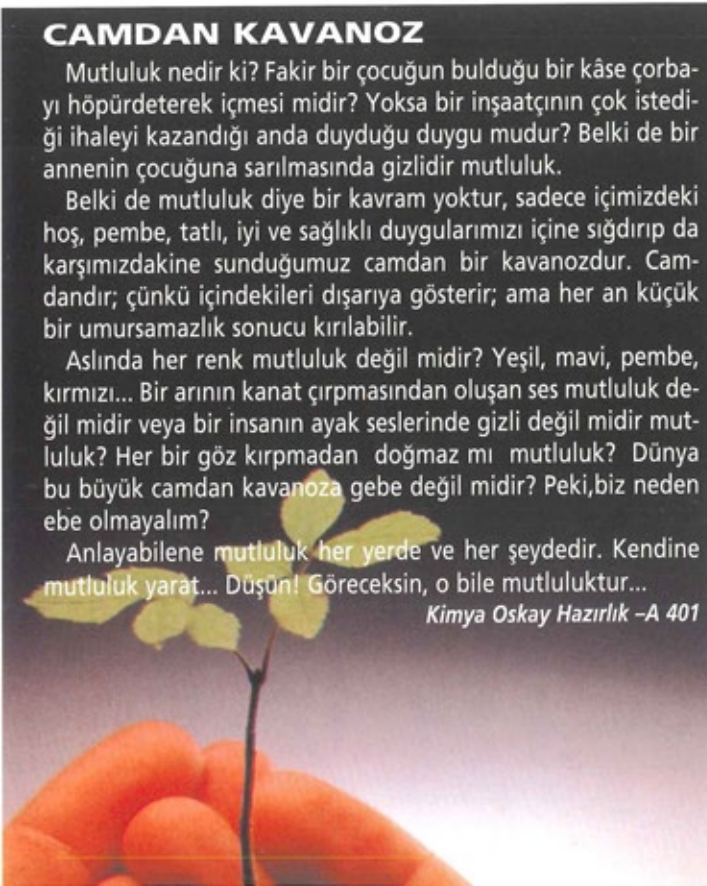 CAMDAN KAVANOZ
Mutluluk nedir ki? Fakir bir çocuğun bulduğu bir kâse çorba-
yı höpürdeterek içmesi midir? Yoksa bir inşaatçının çok istedi-
ği ihaleyi kazandığı anda duyduğu duygu mudur? Belki de bir
annenin çocuğuna sarılmasında gizlidir mutluluk.
Belki de mutluluk diye bir kavram yoktur, sadece içimizdeki
hoş, pembe, tatlı, iyi ve sağlıklı duygularımızı içine sığdırıp da
karşımızdakine sunduğumuz camdan bir kavanozdur. Cam-
dandır; çünkü içindekileri dışarıya gösterir; ama her an küçük
bir umursamazlık sonucu kırılabilir.
Aslında her renk mutluluk değil midir? Yeşil, mavi, pembe,
kırmızı... Bir arının kanat çırpmasından oluşan ses mutluluk de-
ğil midir veya bir insanın ayak seslerinde gizli değil midir mut-
luluk? Her bir göz kırpmadan doğmaz mı mutluluk? Dünya
bu büyük camdan kavanoza gebe değil midir? Peki,biz neden
ebe olmayalım?
Anlayabilene mutluluk her yerde ve her şeydedir. Kendine
mutluluk yarat... Düşün! Göreceksin, o bile mutluluktur...
Kimya Oskay Hazırlık –A 401